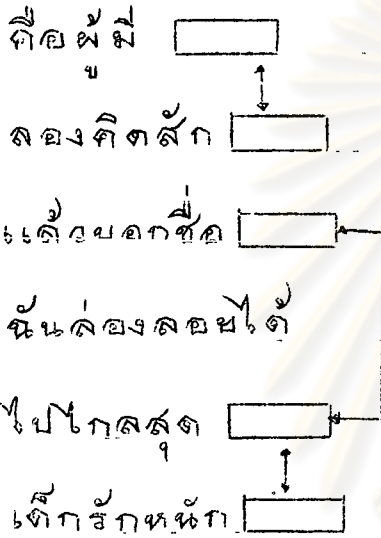 คือผู้มี
ลองคิดสัก
แล้วบอกชื่อ
ฉันล่องลอยได้
ไปไกลสุด
เด็กรักหนัก